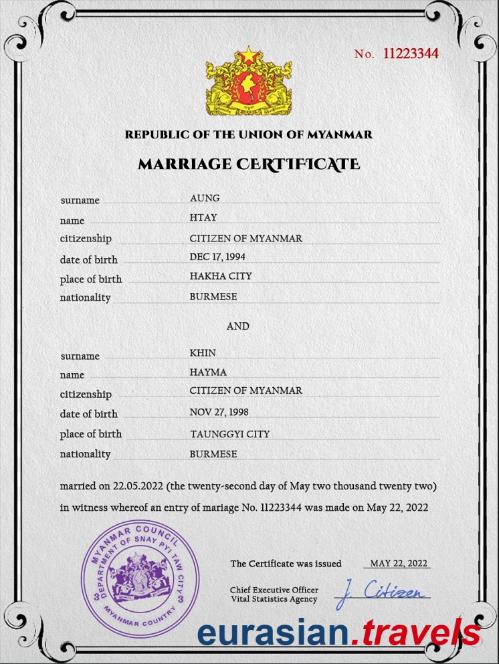 No. 11223344
REPUBLIC OF THE UNION OF MYANMAR
MARRIAGE CERTIFICATE
surname AUNG
name HTAY
citizenship CITIZEN OF MYANMAR
date of birth DEC 17, 1994
place of birth HAKHA CITY
nationality BURMESE
AND
surname KHIN
name HAYMA
citizenship CITIZEN OF MYANMAR
date of birth NOV 27, 1998
place of birth TAUNGGYI CITY
nationality BURMESE
married on 22.05.2022 (the twenty-second day of May two thousand twenty two)
in witness whereof an entry of mariage No. 11223344 was made on May 22, 2022
MYANMAR COUNCIL
DEPARTMENT OF SNAY PYI TAW CITY
MYANMAR COUNTRY
The Certificate was issued MAY 22, 2022
Chief Executive Officer
Vital Statistics Agency
J. Citizen
eurasian.travels